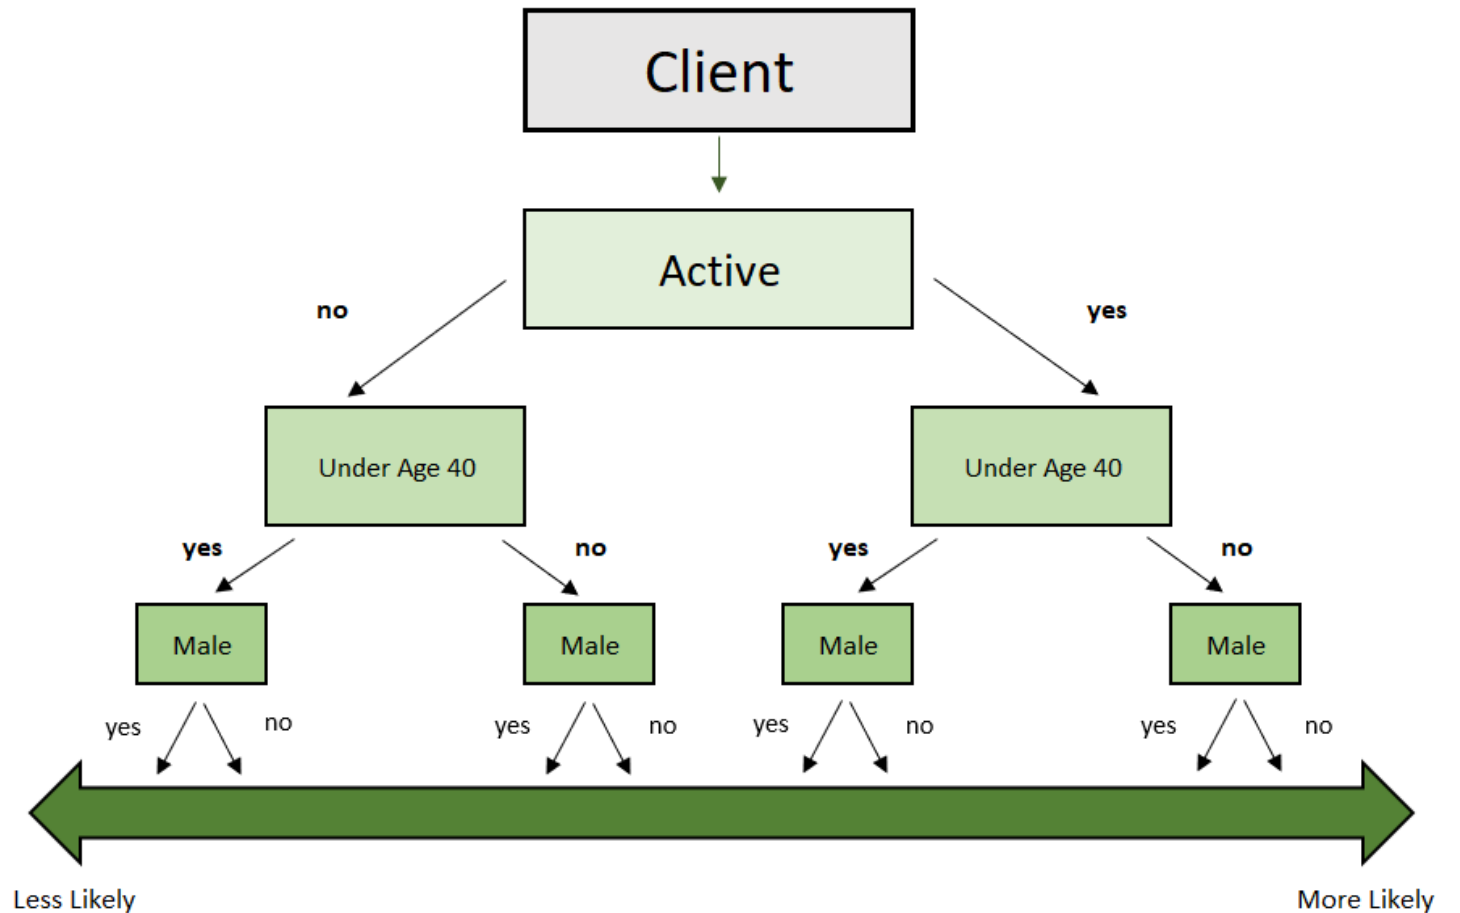 Client
Active
no
yes
Under Age 40
Under Age 40
yes
no
yes
no
Male
Male
Male
Male
yes
no
yes
no
yes
no
yes
no
Less Likely
More Likely